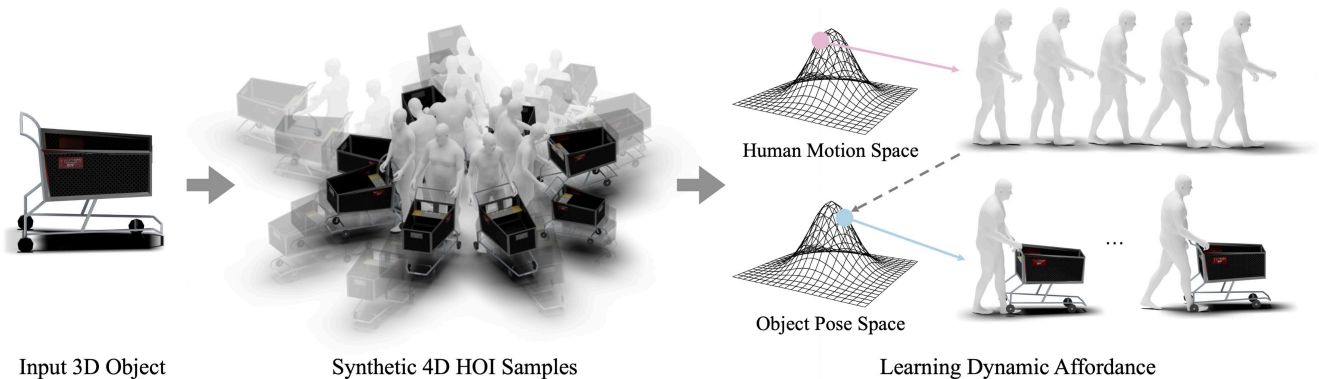 Human Motion Space
...
Object Pose Space
Input 3D Object
Synthetic 4D HOI Samples
Learning Dynamic Affordance